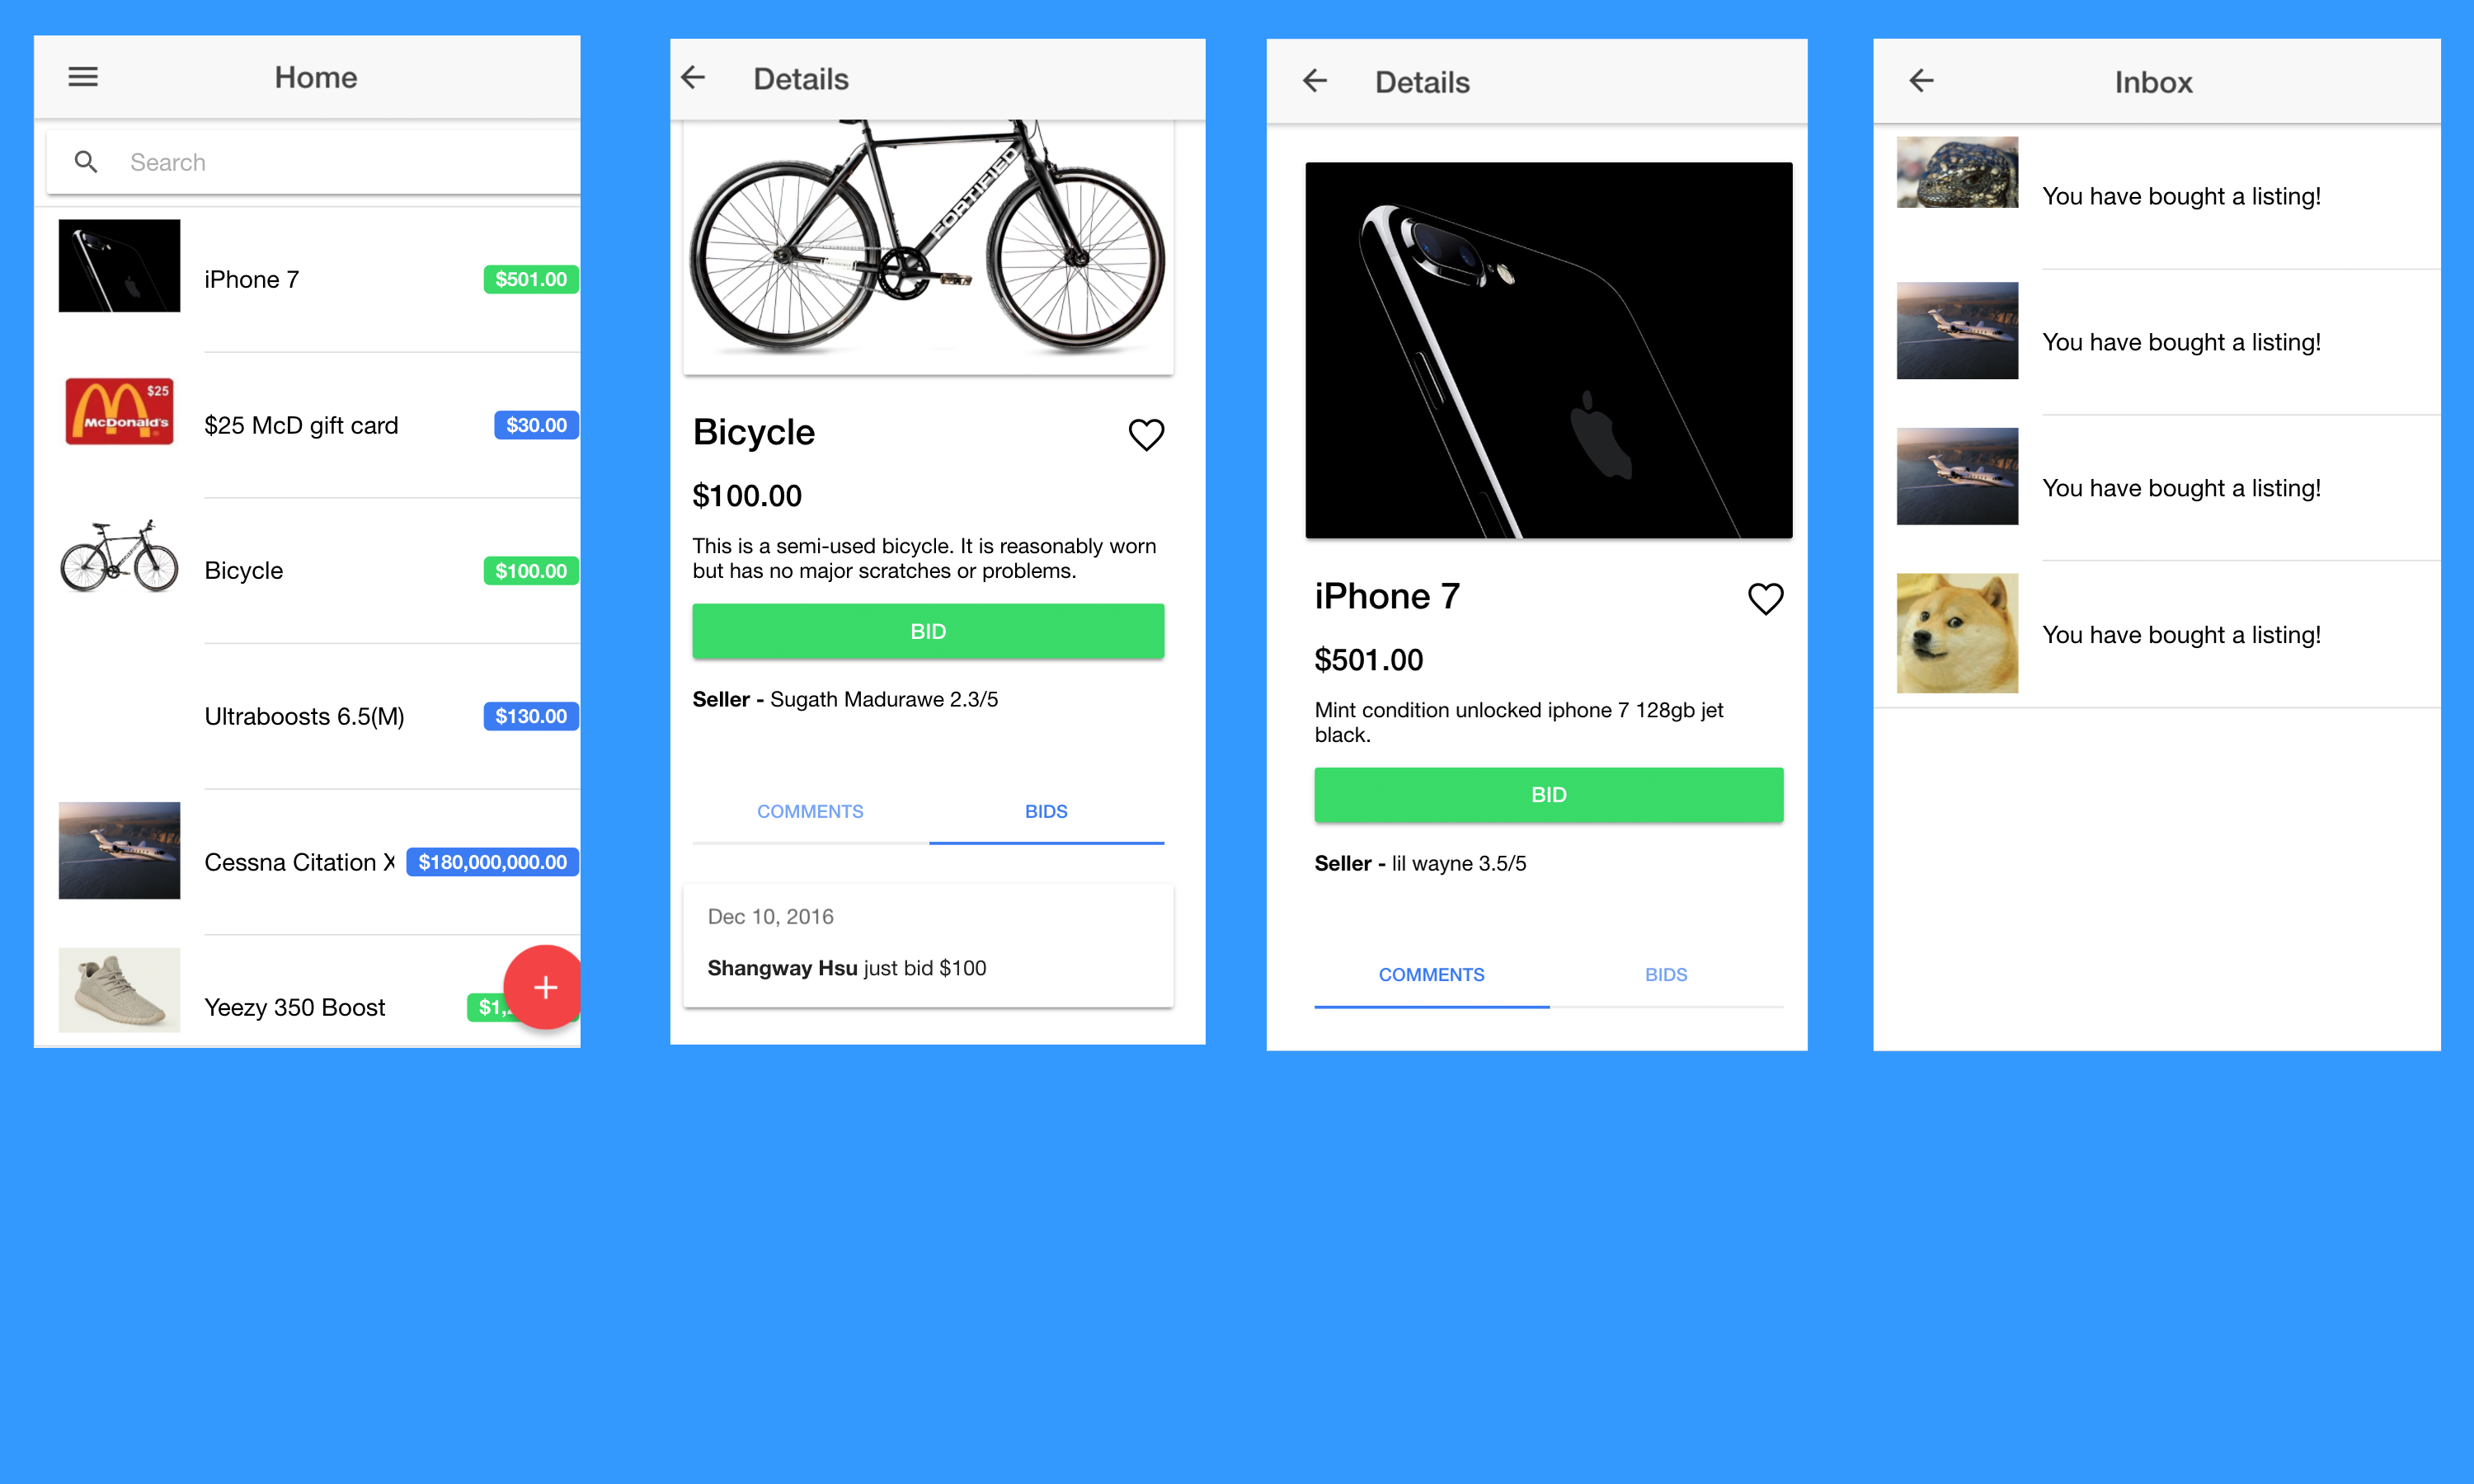 Home
Search
iPhone 7
$501.00
McDonald's
$25
$25 McD gift card
$30.00
Bicycle
$100.00
Ultraboosts 6.5(M)
$130.00
Cessna Citation X
$180,000,000.00
Yeezy 350 Boost
Details
FORTIFIED
Bicycle
$100.00
This is a semi-used bicycle. It is reasonably worn
but has no major scratches or problems.
BID
Seller - Sugath Madurawe 2.3/5
COMMENTS
BIDS
Dec 10, 2016
Shangway Hsu just bid $100
Details
iPhone 7
$501.00
Mint condition unlocked iphone 7 128gb jet
black.
BID
Seller - lil wayne 3.5/5
COMMENTS
BIDS
Inbox
You have bought a listing!
You have bought a listing!
You have bought a listing!
You have bought a listing!